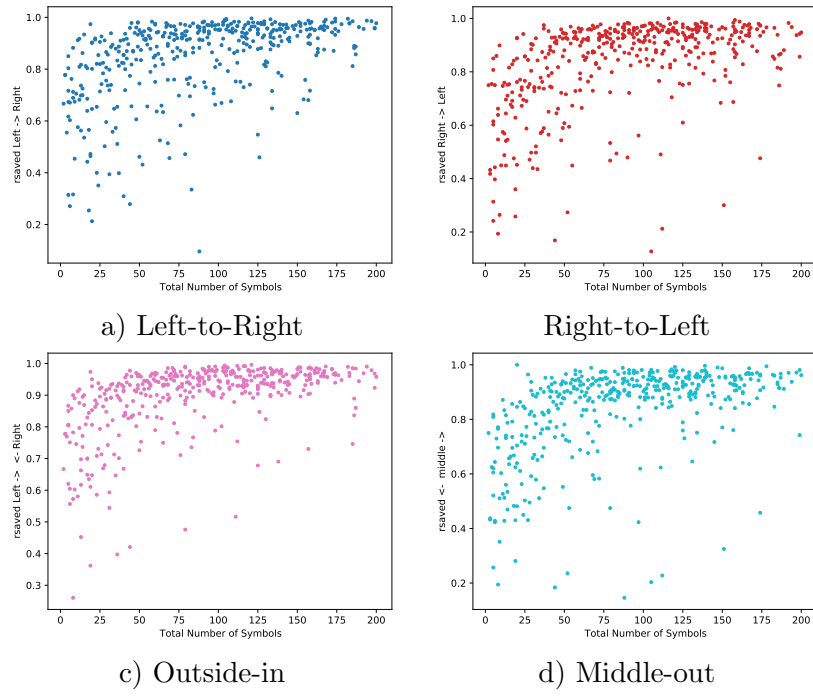 rsaved Left -> Right
1.0
0.8
0.6
0.4
0.2
0 25 50 75 100 125 150 175 200
Total Number of Symbols
a) Left-to-Right
rsaved Right -> Left
1.0
0.8
0.6
0.4
0.2
0 25 50 75 100 125 150 175 200
Total Number of Symbols
Right-to-Left
rsaved Left -> <- Right
1.0
0.9
0.8
0.7
0.6
0.5
0.4
0.3
0 25 50 75 100 125 150 175 200
Total Number of Symbols
c) Outside-in
rsaved <- middle ->
1.0
0.8
0.6
0.4
0.2
0 25 50 75 100 125 150 175 200
Total Number of Symbols
d) Middle-out